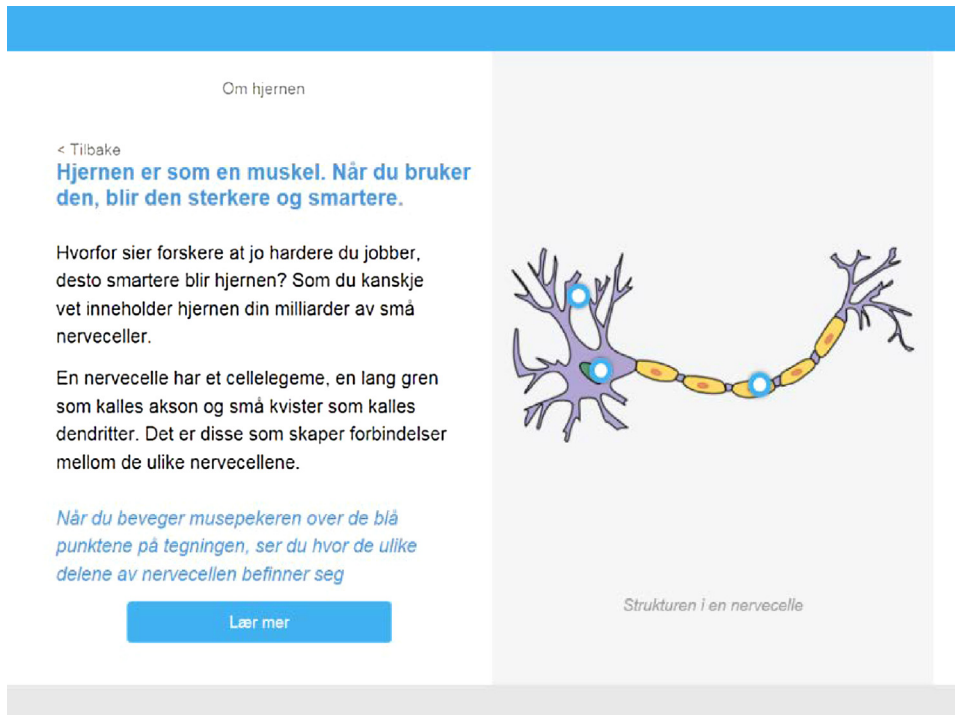 Om hjernen
< Tilbake
Hjernen er som en muskel. Når du bruker
den, blir den sterkere og smartere.
Hvorfor sier forskere at jo hardere du jobber,
desto smartere blir hjernen? Som du kanskje
vet inneholder hjernen din milliarder av små
nerveceller.
En nervecelle har et cellelegeme, en lang gren
som kalles akson og små kvister som kalles
dendritter. Det er disse som skaper forbindelser
mellom de ulike nervecellene.
Når du beveger musepekeren over de blå
punktene på tegningen, ser du hvor de ulike
delene av nervecellen befinner seg
Lær mer
Strukturen i en nervecelle